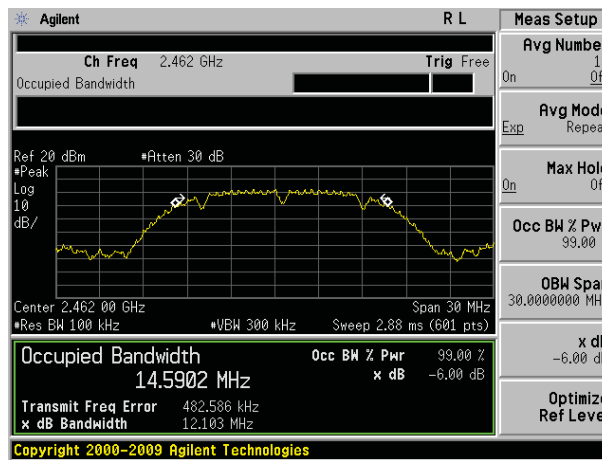 Agilent R L Meas Setup
Ch Freq 2.462 GHz Trig Free
Occupied Bandwidth
Ref 20 dBm #Atten 30 dB
#Peak
Log
10
dB/
Center 2.462 00 GHz Span 30 MHz
#Res BW 100 kHz #VBW 300 kHz Sweep 2.88 ms (601 pts)
Occupied Bandwidth Occ BW % Pwr 99.00 %
14.5902 MHz x dB -6.00 dB
Transmit Freq Error 482.586 kHz
x dB Bandwidth 12.103 MHz
Copyright 2000-2009 Agilent Technologies
Avg Numbe
1
On Of
Avg Mod
Exp Repea
Max Hol
On Of
Occ BW % Pw
99.00
OBW Spa
30.0000000 MH
x d
-6.00 d
Optimiz
Ref Leve